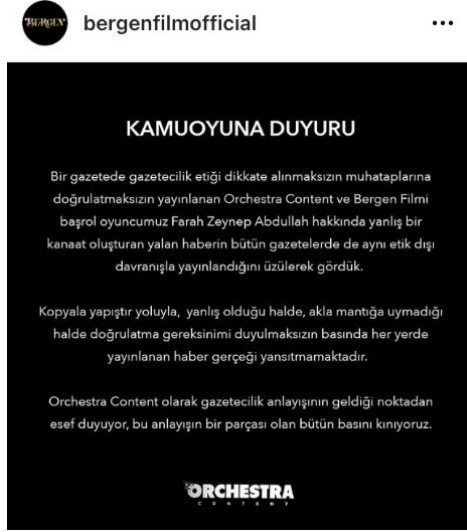 BERGEN
bergenfilmofficial
KAMUOYUNA DUYURU
Bir gazetede gazetecilik etiği dikkate alınmaksızın muhataplarına
doğrulatmaksızın yayınlanan Orchestra Content ve Bergen Filmi
başrol oyuncumuz Farah Zeynep Abdullah hakkında yanlış bir
kanaat oluşturan yalan haberin bütün gazetelerde de aynı etik dışı
davranışla yayınlandığını üzülerek gördük.
Kopyala yapıştır yoluyla, yanlış olduğu halde, akla mantığa uymadığı
halde doğrulatma gereksinimi duyulmaksızın basında her yerde
yayınlanan haber gerçeği yansıtmamaktadır.
Orchestra Content olarak gazetecilik anlayışının geldiği noktadan
esef duyuyor, bu anlayışın bir parçası olan bütün basını kınıyoruz.
ORCHESTRA
CONTENT